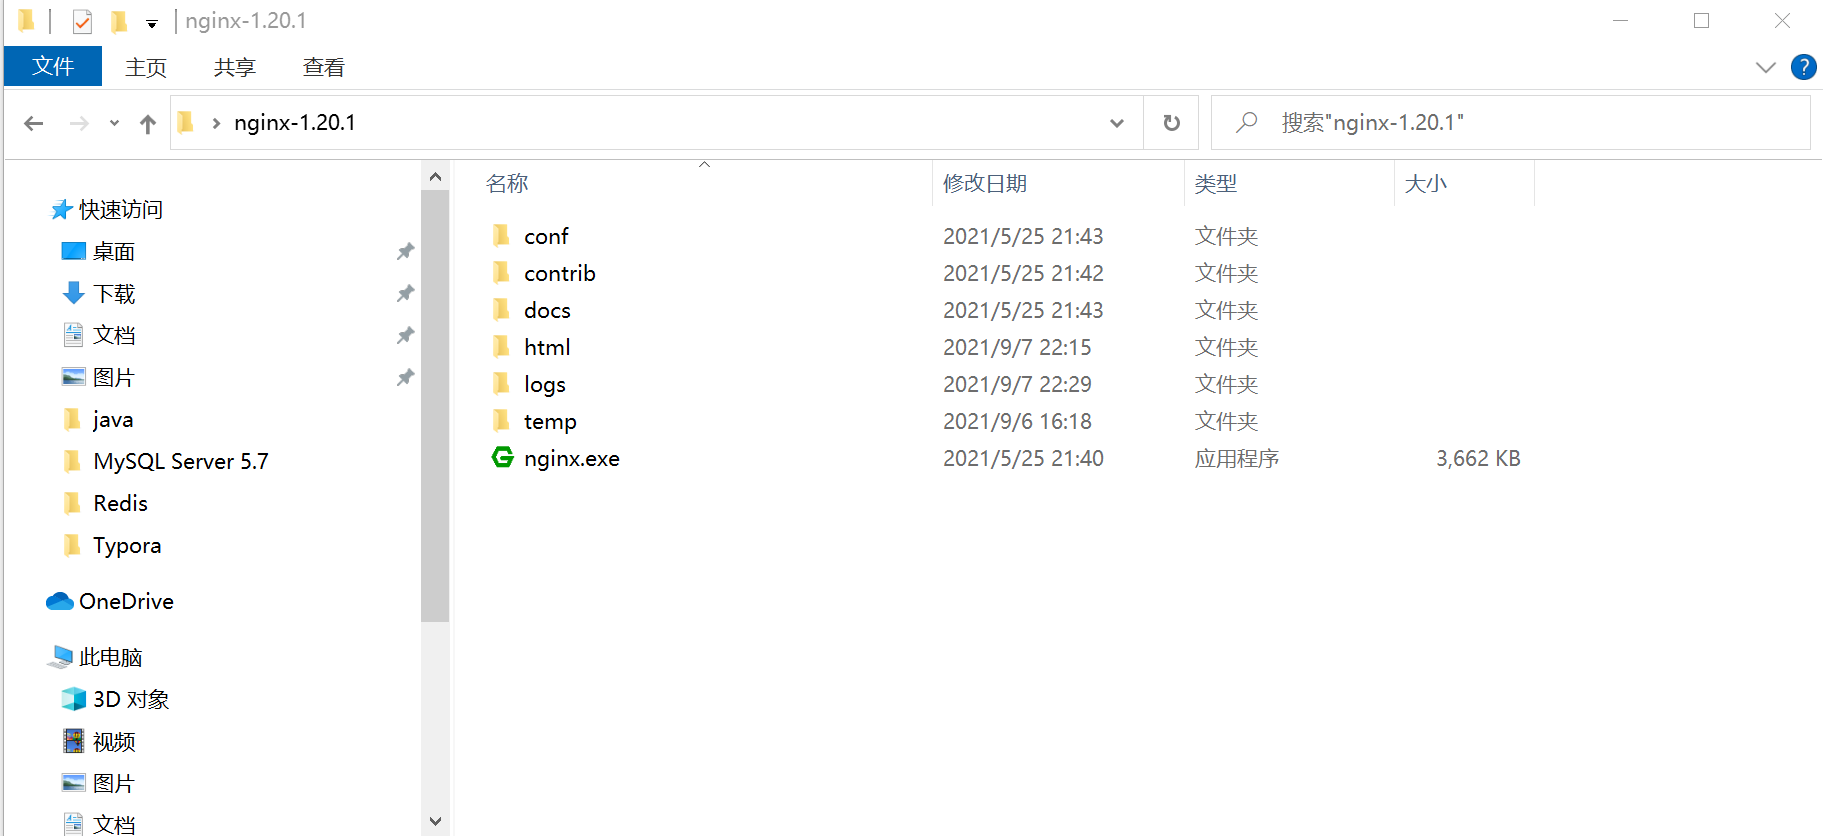 nginx-1.20.1
文件 主页 共享 查看
nginx-1.20.1 搜索"nginx-1.20.1"
名称 修改日期 类型 大小
快速访问
桌面
下载
文档
图片
java
MySQL Server 5.7
Redis
Typora
OneDrive
此电脑
3D 对象
视频
图片
文档
conf 2021/5/25 21:43 文件夹
contrib 2021/5/25 21:42 文件夹
docs 2021/5/25 21:43 文件夹
html 2021/9/7 22:15 文件夹
logs 2021/9/7 22:29 文件夹
temp 2021/9/6 16:18 文件夹
nginx.exe 2021/5/25 21:40 应用程序 3,662 KB